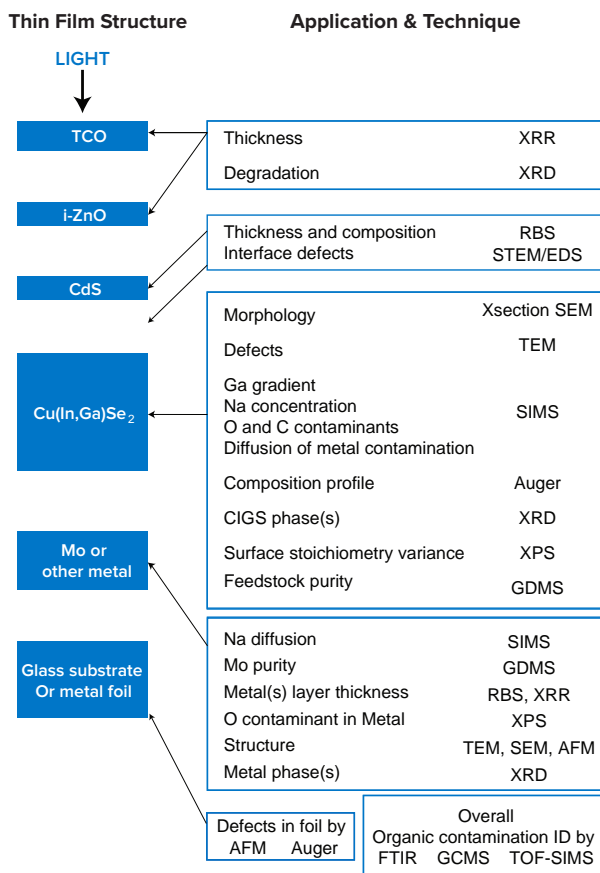 Thin Film Structure
Application & Technique
LIGHT
TCO
i-ZnO
CdS
Cu(In,Ga)Se₂
Mo or
other metal
Glass substrate
Or metal foil
Thickness XRR
Degradation XRD
Thickness and composition RBS
Interface defects STEM/EDS
Morphology Xsection SEM
Defects TEM
Ga gradient
Na concentration
O and C contaminants SIMS
Diffusion of metal contamination
Composition profile Auger
CIGS phase(s) XRD
Surface stoichiometry variance XPS
Feedstock purity GDMS
Na diffusion SIMS
Mo purity GDMS
Metal(s) layer thickness RBS, XRR
O contaminant in Metal XPS
Structure TEM, SEM, AFM
Metal phase(s) XRD
Defects in foil by
AFM Auger
Overall
Organic contamination ID by
FTIR GCMS TOF-SIMS